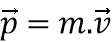 p⃗ = m.v⃗